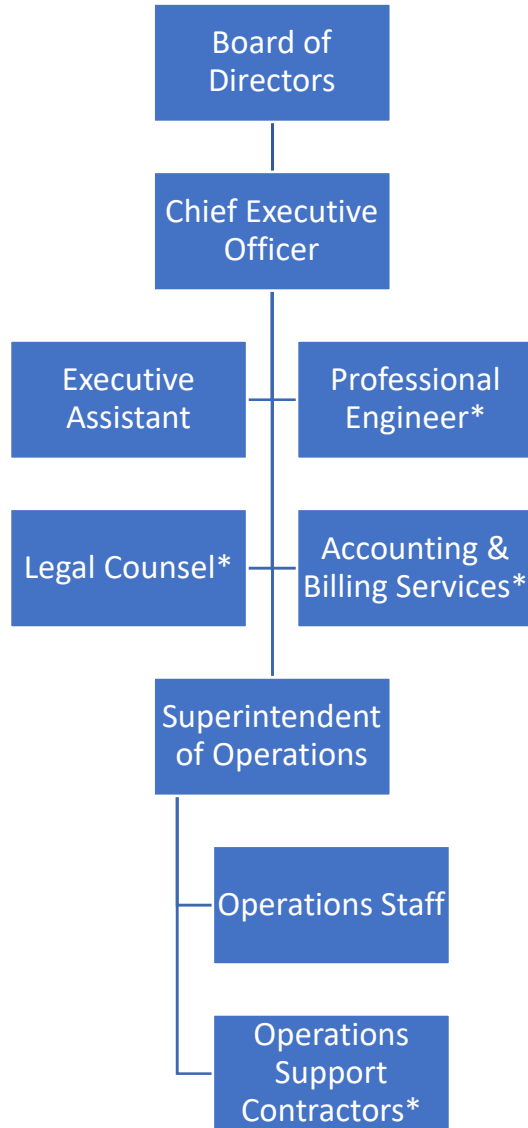 Board of
Directors
Chief Executive
Officer
Executive
Assistant
Professional
Engineer*
Legal Counsel*
Accounting &
Billing Services*
Superintendent
of Operations
Operations Staff
Operations
Support
Contractors*